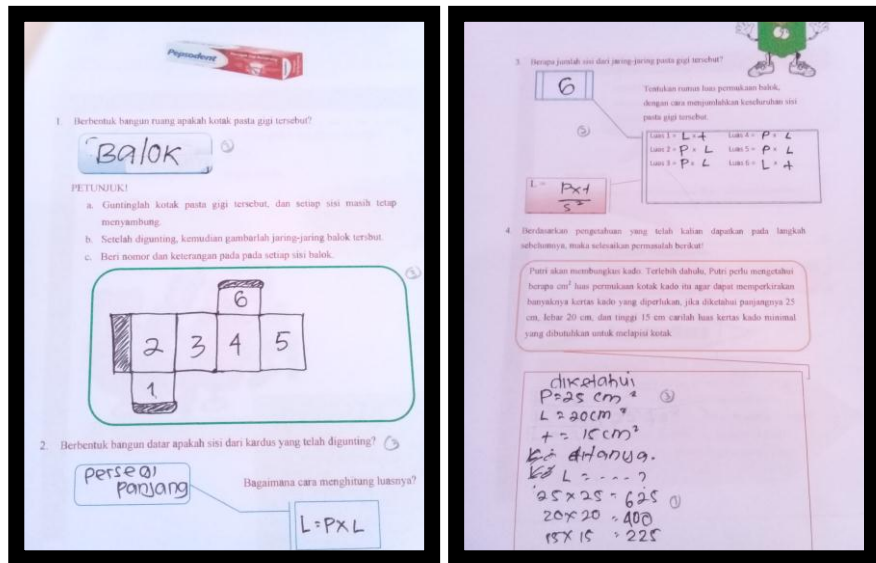 Pepsodent
1. Berbentuk bangun ruang apakah kotak pasta gigi tersebut?
Balok
PETUNJUK!
a. Guntinglah kotak pasta gigi tersebut, dan setiap sisi masih tetap
menyambung.
b. Setelah digunting, kemudian gambarlah jaring-jaring balok tersbut.
c. Beri nomor dan keterangan pada pada setiap sisi balok.
6
2 3 4 5
1
2. Berbentuk bangun datar apakah sisi dari kardus yang telah digunting?
Persegi
panjang
Bagaimana cara menghitung luasnya?
L = P x L
3. Berapa jumlah sisi dari jaring-jaring pasta gigi tersebut?
6
Tentukan rumus luas permukaan balok,
dengan cara menjumlahkan keseluruhan sisi
pasta gigi tersebut.
Luas 1 = L x t Luas 4 = P x L
Luas 2 = P x L Luas 5 = P x L
Luas 3 = P x L Luas 6 = L x t
L = P x t
s²
4. Berdasarkan pengetahuan yang telah kalian dapatkan pada langkah
sebelumnya, maka selesaikan permasalah berikut!
Putri akan membungkus kado. Terlebih dahulu, Putri perlu mengetahui
berapa cm² luas permukaan kotak kado itu agar dapat memperkirakan
banyaknya kertas kado yang diperlukan, jika diketahui panjangnya 25
cm, lebar 20 cm, dan tinggi 15 cm carilah luas kertas kado minimal
yang dibutuhkan untuk melapisi kotak.
diketahui
P = 25 cm²
L = 20 cm²
t = 15 cm²
ditanya.
L = .... ?
25 x 25 = 625
20 x 20 = 400
15 x 15 = 225